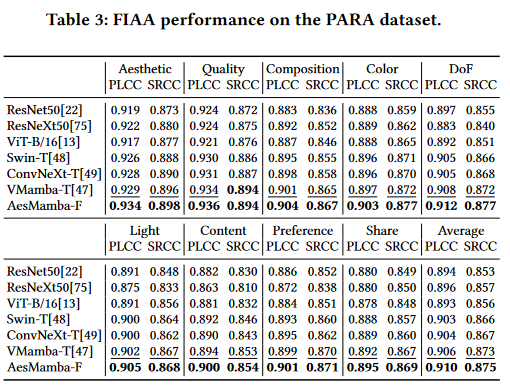 Table 3: FIAA performance on the PARA dataset.
Aesthetic Quality Composition Color DoF
PLCC SRCC PLCC SRCC PLCC SRCC PLCC SRCC PLCC SRCC
ResNet50[22] 0.919 0.873 0.924 0.872 0.883 0.836 0.888 0.859 0.897 0.855
ResNeXt50[75] 0.922 0.880 0.924 0.875 0.892 0.852 0.889 0.862 0.883 0.840
ViT-B/16[13] 0.917 0.877 0.921 0.876 0.887 0.846 0.888 0.865 0.892 0.851
Swin-T[48] 0.926 0.888 0.930 0.886 0.895 0.855 0.896 0.871 0.905 0.866
ConvNeXt-T[49] 0.928 0.890 0.931 0.887 0.898 0.858 0.896 0.870 0.905 0.868
VMamba-T[47] 0.929 0.896 0.934 0.894 0.901 0.865 0.897 0.872 0.908 0.872
AesMamba-F 0.934 0.898 0.936 0.894 0.904 0.867 0.903 0.877 0.912 0.877
Light Content Preference Share Average
PLCC SRCC PLCC SRCC PLCC SRCC PLCC SRCC PLCC SRCC
ResNet50[22] 0.891 0.848 0.882 0.830 0.886 0.852 0.880 0.849 0.894 0.853
ResNeXt50[75] 0.875 0.833 0.863 0.810 0.872 0.838 0.880 0.850 0.896 0.857
ViT-B/16[13] 0.891 0.856 0.881 0.832 0.884 0.851 0.878 0.848 0.893 0.856
Swin-T[48] 0.900 0.864 0.892 0.846 0.893 0.860 0.888 0.857 0.903 0.866
ConvNeXt-T[49] 0.900 0.862 0.890 0.843 0.895 0.862 0.889 0.860 0.904 0.867
VMamba-T[47] 0.902 0.867 0.894 0.853 0.899 0.870 0.892 0.867 0.906 0.873
AesMamba-F 0.905 0.868 0.900 0.854 0.901 0.871 0.895 0.869 0.910 0.875